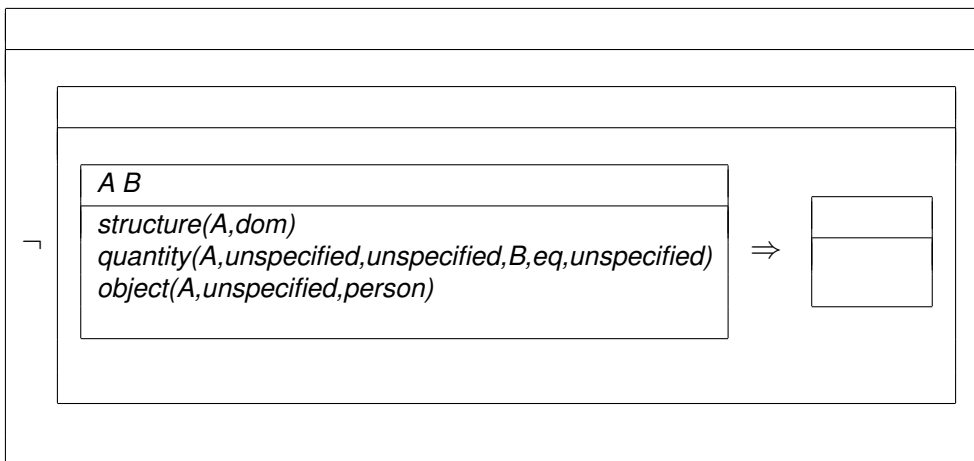 A B
structure(A,dom)
¬
quantity(A,unspecified,unspecified,B,eq,unspecified)
⇒
object(A,unspecified,person)